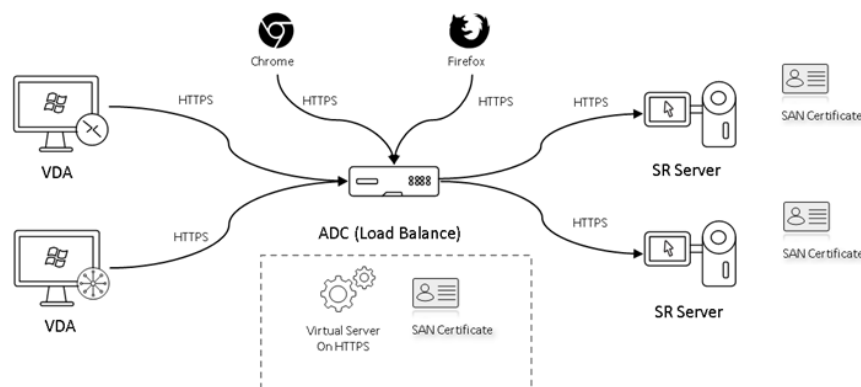 Chrome
Firefox
HTTPS
HTTPS
HTTPS
HTTPS
SAN Certificate
VDA
SR Server
HTTPS
ADC (Load Balance)
HTTPS
SAN Certificate
VDA
SR Server
Virtual Server
On HTTPS
SAN Certificate